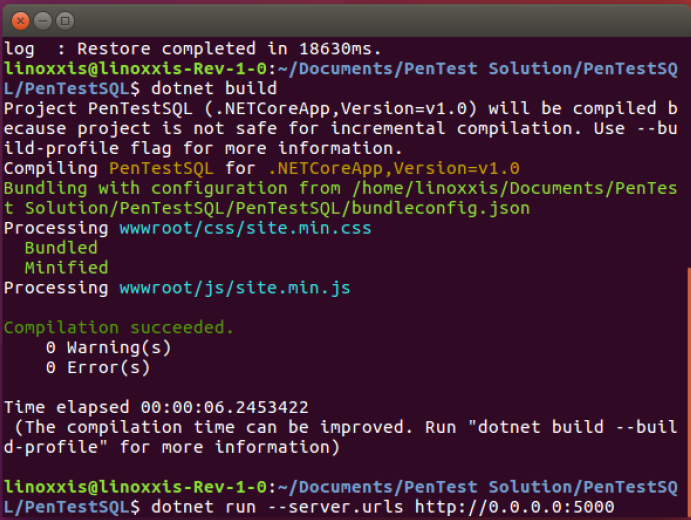 log  : Restore completed in 18630ms.
linoxxis@linoxxis-Rev-1-0:~/Documents/PenTest Solution/PenTestSQ
L/PenTestSQL$ dotnet build
Project PenTestSQL (.NETCoreApp,Version=v1.0) will be compiled b
ecause project is not safe for incremental compilation. Use --bu
ild-profile flag for more information.
Compiling PenTestSQL for .NETCoreApp,Version=v1.0
Bundling with configuration from /home/linoxxis/Documents/PenTes
t Solution/PenTestSQL/PenTestSQL/bundleconfig.json
Processing wwwroot/css/site.min.css
  Bundled
  Minified
Processing wwwroot/js/site.min.js
Compilation succeeded.
    0 Warning(s)
    0 Error(s)
Time elapsed 00:00:06.2453422
 (The compilation time can be improved. Run "dotnet build --buil
d-profile" for more information)
linoxxis@linoxxis-Rev-1-0:~/Documents/PenTest Solution/PenTestSQ
L/PenTestSQL$ dotnet run --server.urls http://0.0.0.0:5000